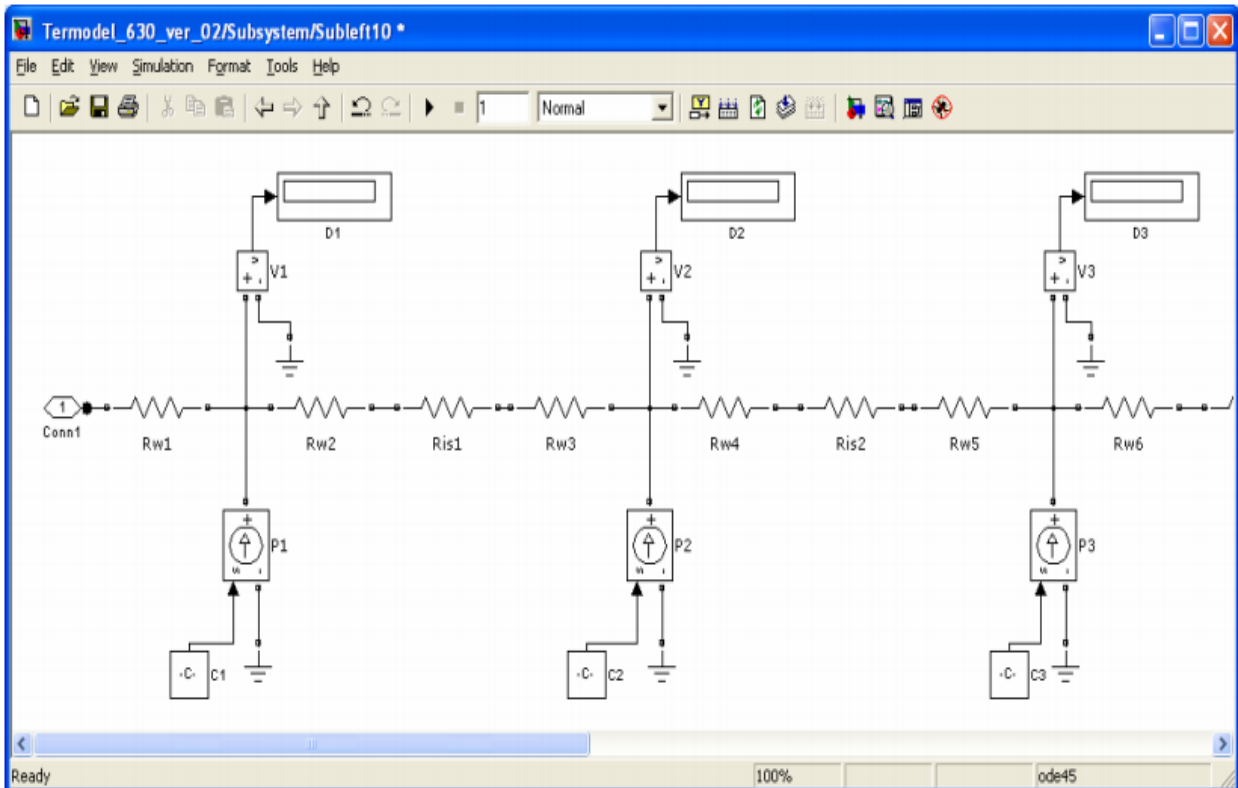 Termodel_630_ver_02/Subsystem/Subleft10 *
File Edit View Simulation Format Tools Help
1 Normal
D1 D2 D3
V1 V2 V3
1
Conn1
Rw1 Rw2 Ris1 Rw3 Rw4 Ris2 Rw5 Rw6
P1 P2 P3
-C- C1 -C- C2 -C- C3
Ready 100% ode45